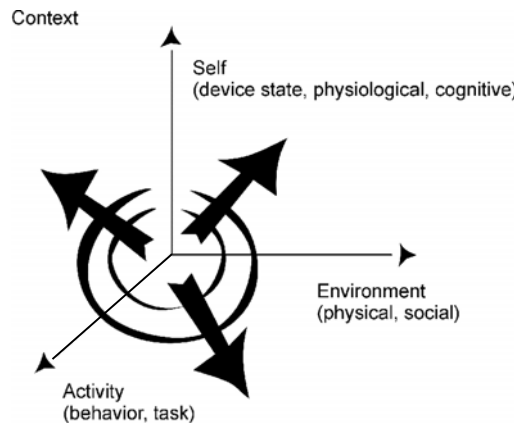 Context
Self
(device state, physiological, cognitive)
Environment
(physical, social)
Activity
(behavior, task)